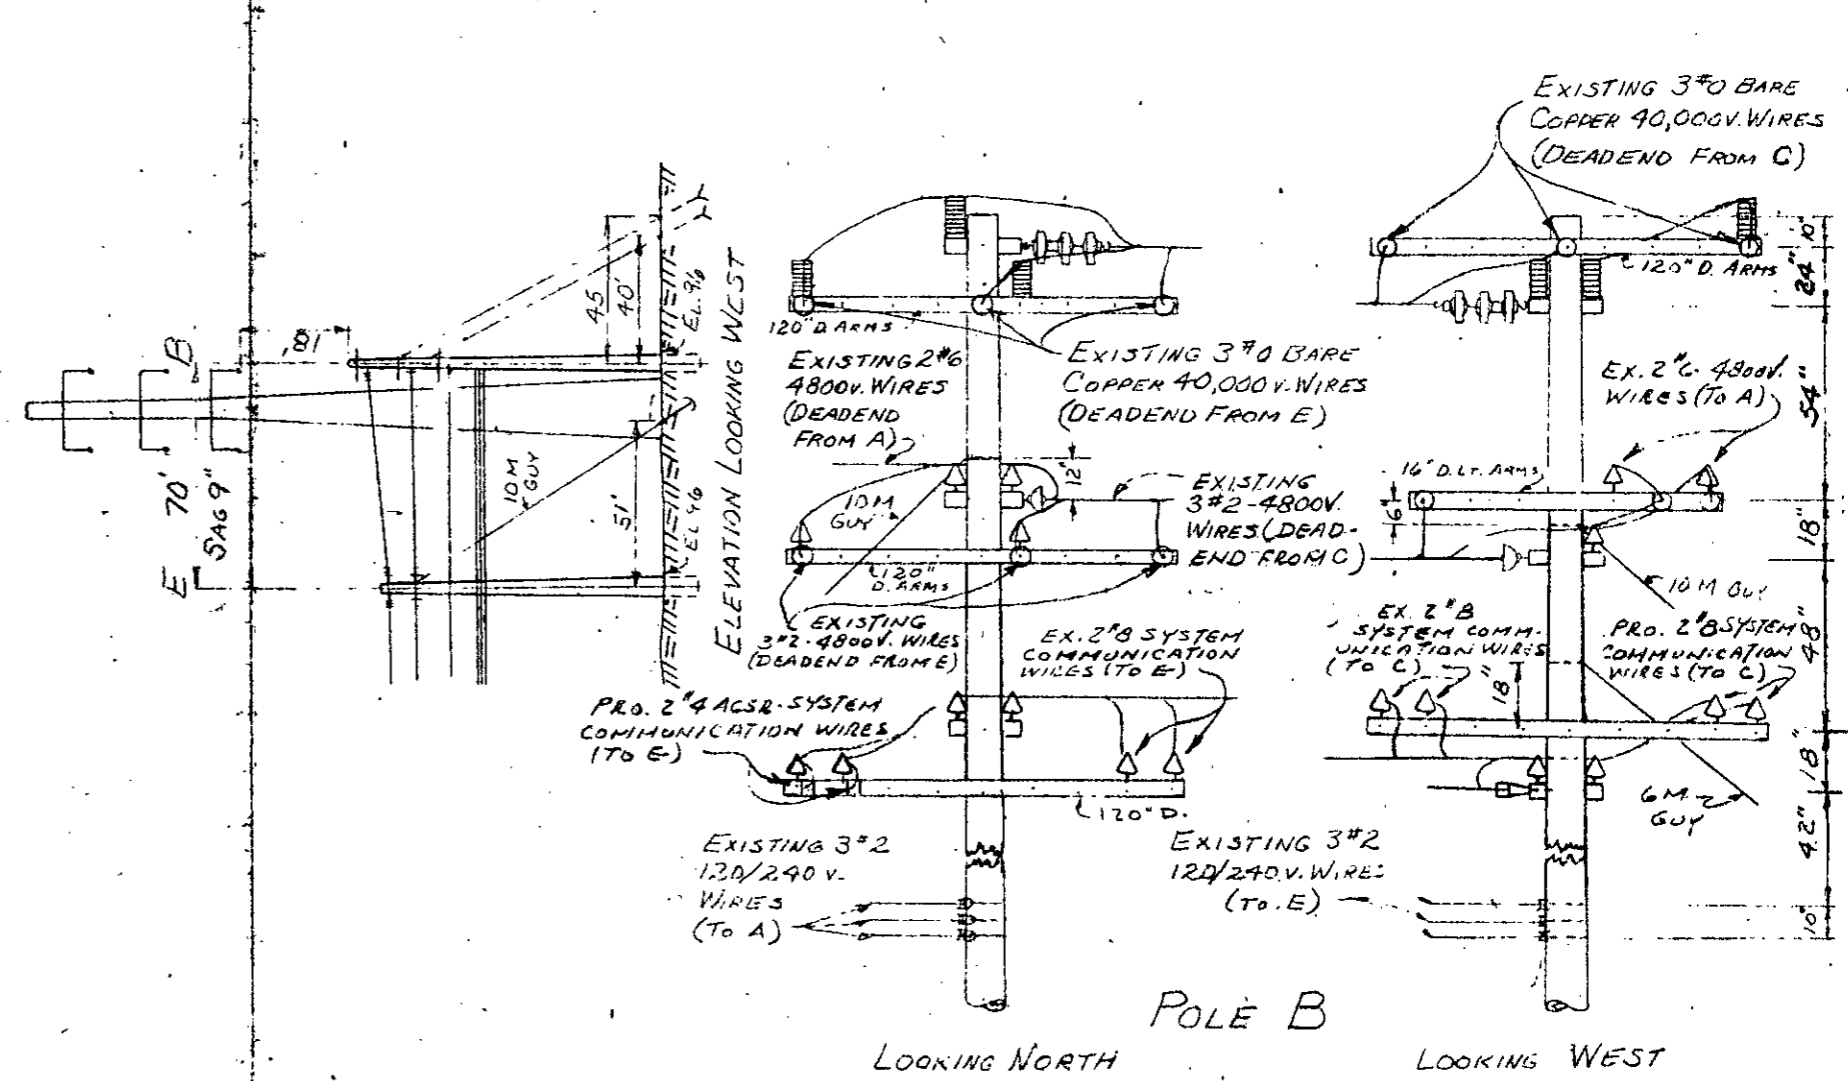 B
70'
SAG 9"
E
18'
45
40'
EL 96
51'
EL 96
10 M
GUY
ELEVATION LOOKING WEST
120" D ARMS
EXISTING 2#6
4800V. WIRES
(DEADEND
FROM A)
EXISTING 3#0 BARE
COPPER 40,000V. WIRES
(DEADEND FROM E)
10M
GUY
12"
EXISTING
3#2-4800V.
WIRES (DEAD-
END FROM C)
120"
D. ARMS
EXISTING
3#2-4800V. WIRES
(DEADEND FROM E)
EX. 2#8 SYSTEM
COMMUNICATION
WIRES (TO E)
PRO. 2#4 ACSR-SYSTEM
COMMUNICATION WIRES
(TO E)
120" D.
EXISTING 3#2
120/240 V.
WIRES
(TO A)
EXISTING 3#0 BARE
COPPER 40,000V. WIRES
(DEADEND FROM C)
120" D. ARMS
10"
24"
EX. 2#6-4800V.
WIRES (TO A)
54"
16" D. LT. ARMS
6"
18"
10M GUY
EX. 2#8
SYSTEM COMM-
UNICATION WIRES
(TO C)
PRO. 2#8 SYSTEM
COMMUNICATION
WIRES (TO C)
18"
48"
18"
6M
GUY
42"
EXISTING 3#2
120/240V. WIRES
(TO E)
10"
POLE B
LOOKING NORTH
LOOKING WEST